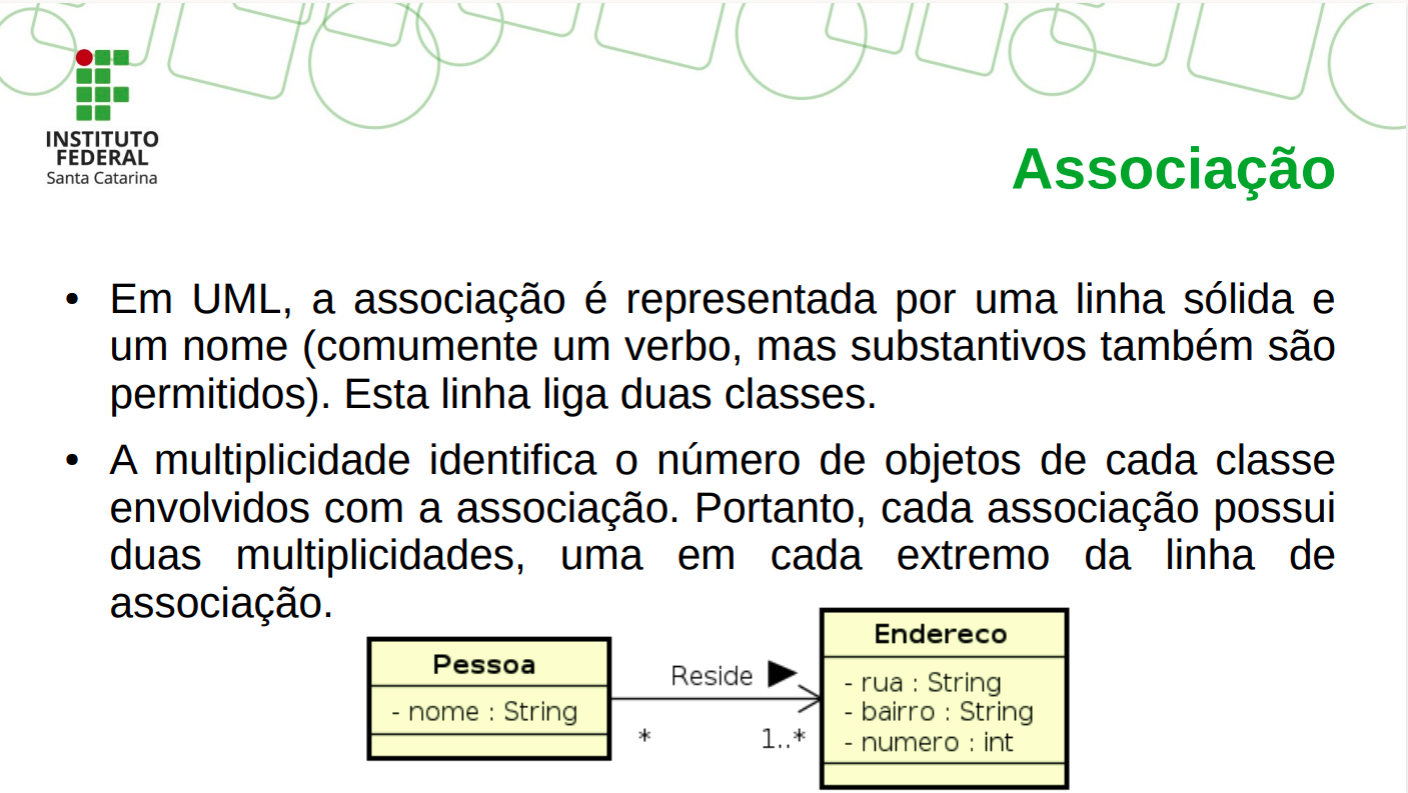 INSTITUTO
FEDERAL
Santa Catarina
Associação
• Em UML, a associação é representada por uma linha sólida e
um nome (comumente um verbo, mas substantivos também são
permitidos). Esta linha liga duas classes.
• A multiplicidade identifica o número de objetos de cada classe
envolvidos com a associação. Portanto, cada associação possui
duas multiplicidades, uma em cada extremo da linha de
associação.
Pessoa
- nome : String
Reside
*
1..*
Endereco
- rua : String
- bairro : String
- numero : int